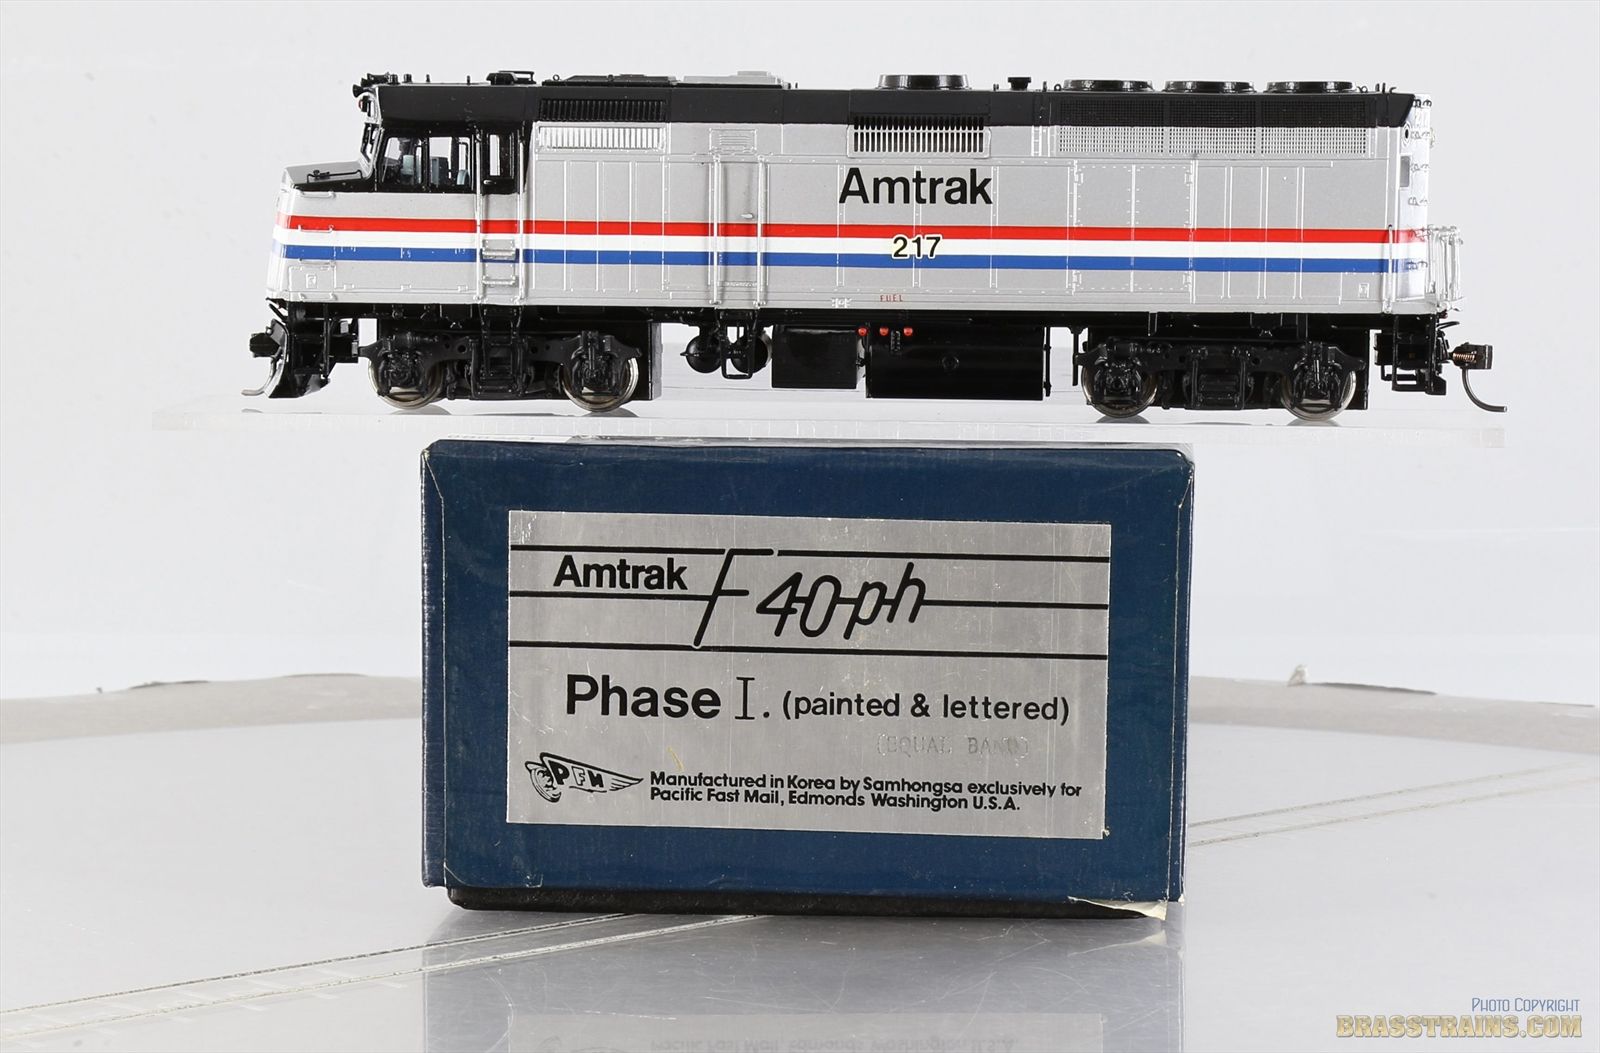 Amtrak
217
FUEL
Amtrak F40ph
Phase I. (painted & lettered)
(EQUAL BAND)
PFM
Manufactured in Korea by Samhongsa exclusively for
Pacific Fast Mail, Edmonds Washington U.S.A.
Photo Copyright
BRASSTRAINS.COM